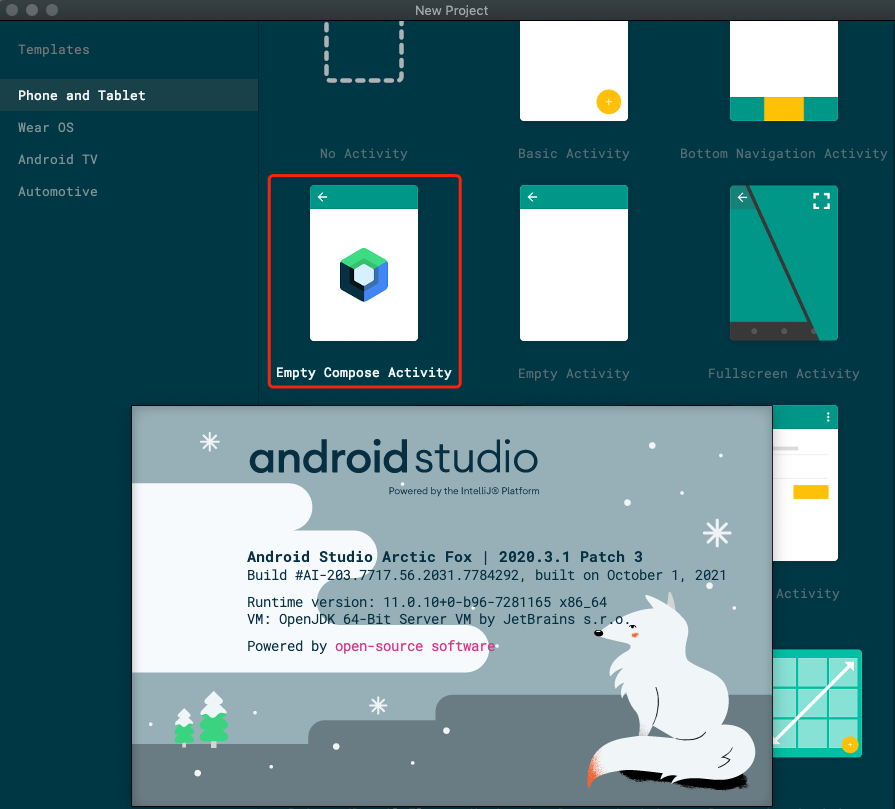 New Project
Templates
Phone and Tablet
Wear OS
Android TV
Automotive
No Activity
Basic Activity
Bottom Navigation Activity
Empty Compose Activity
Empty Activity
Fullscreen Activity
Activity
androidstudio
Powered by the IntelliJ® Platform
Android Studio Arctic Fox | 2020.3.1 Patch 3
Build #AI-203.7717.56.2031.7784292, built on October 1, 2021
Runtime version: 11.0.10+0-b96-7281165 x86_64
VM: OpenJDK 64-Bit Server VM by JetBrains s.r.o.
Powered by open-source software